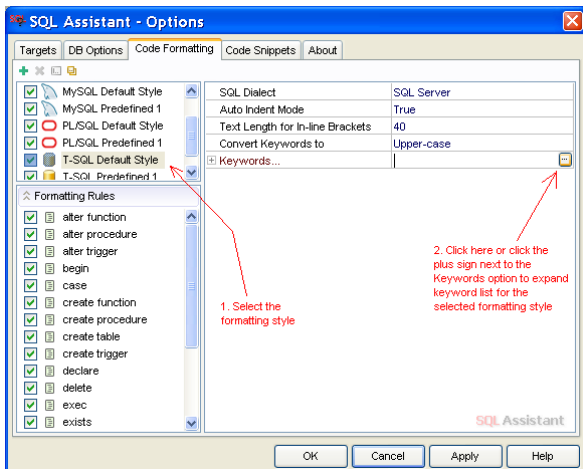 SQL Assistant - Options
Targets DB Options Code Formatting Code Snippets About
MySQL Default Style
MySQL Predefined 1
PL/SQL Default Style
PL/SQL Predefined 1
T-SQL Default Style
T-SQL Predefined 1
Formatting Rules
alter function
alter procedure
alter trigger
begin
case
create function
create procedure
create table
create trigger
declare
delete
exec
exists
SQL Dialect SQL Server
Auto Indent Mode True
Text Length for In-line Brackets 40
Convert Keywords to Upper-case
Keywords...
1. Select the
formatting style
2. Click here or click the
plus sign next to the
Keywords option to expand
keyword list for the
selected formatting style
SQL Assistant
OK Cancel Apply Help